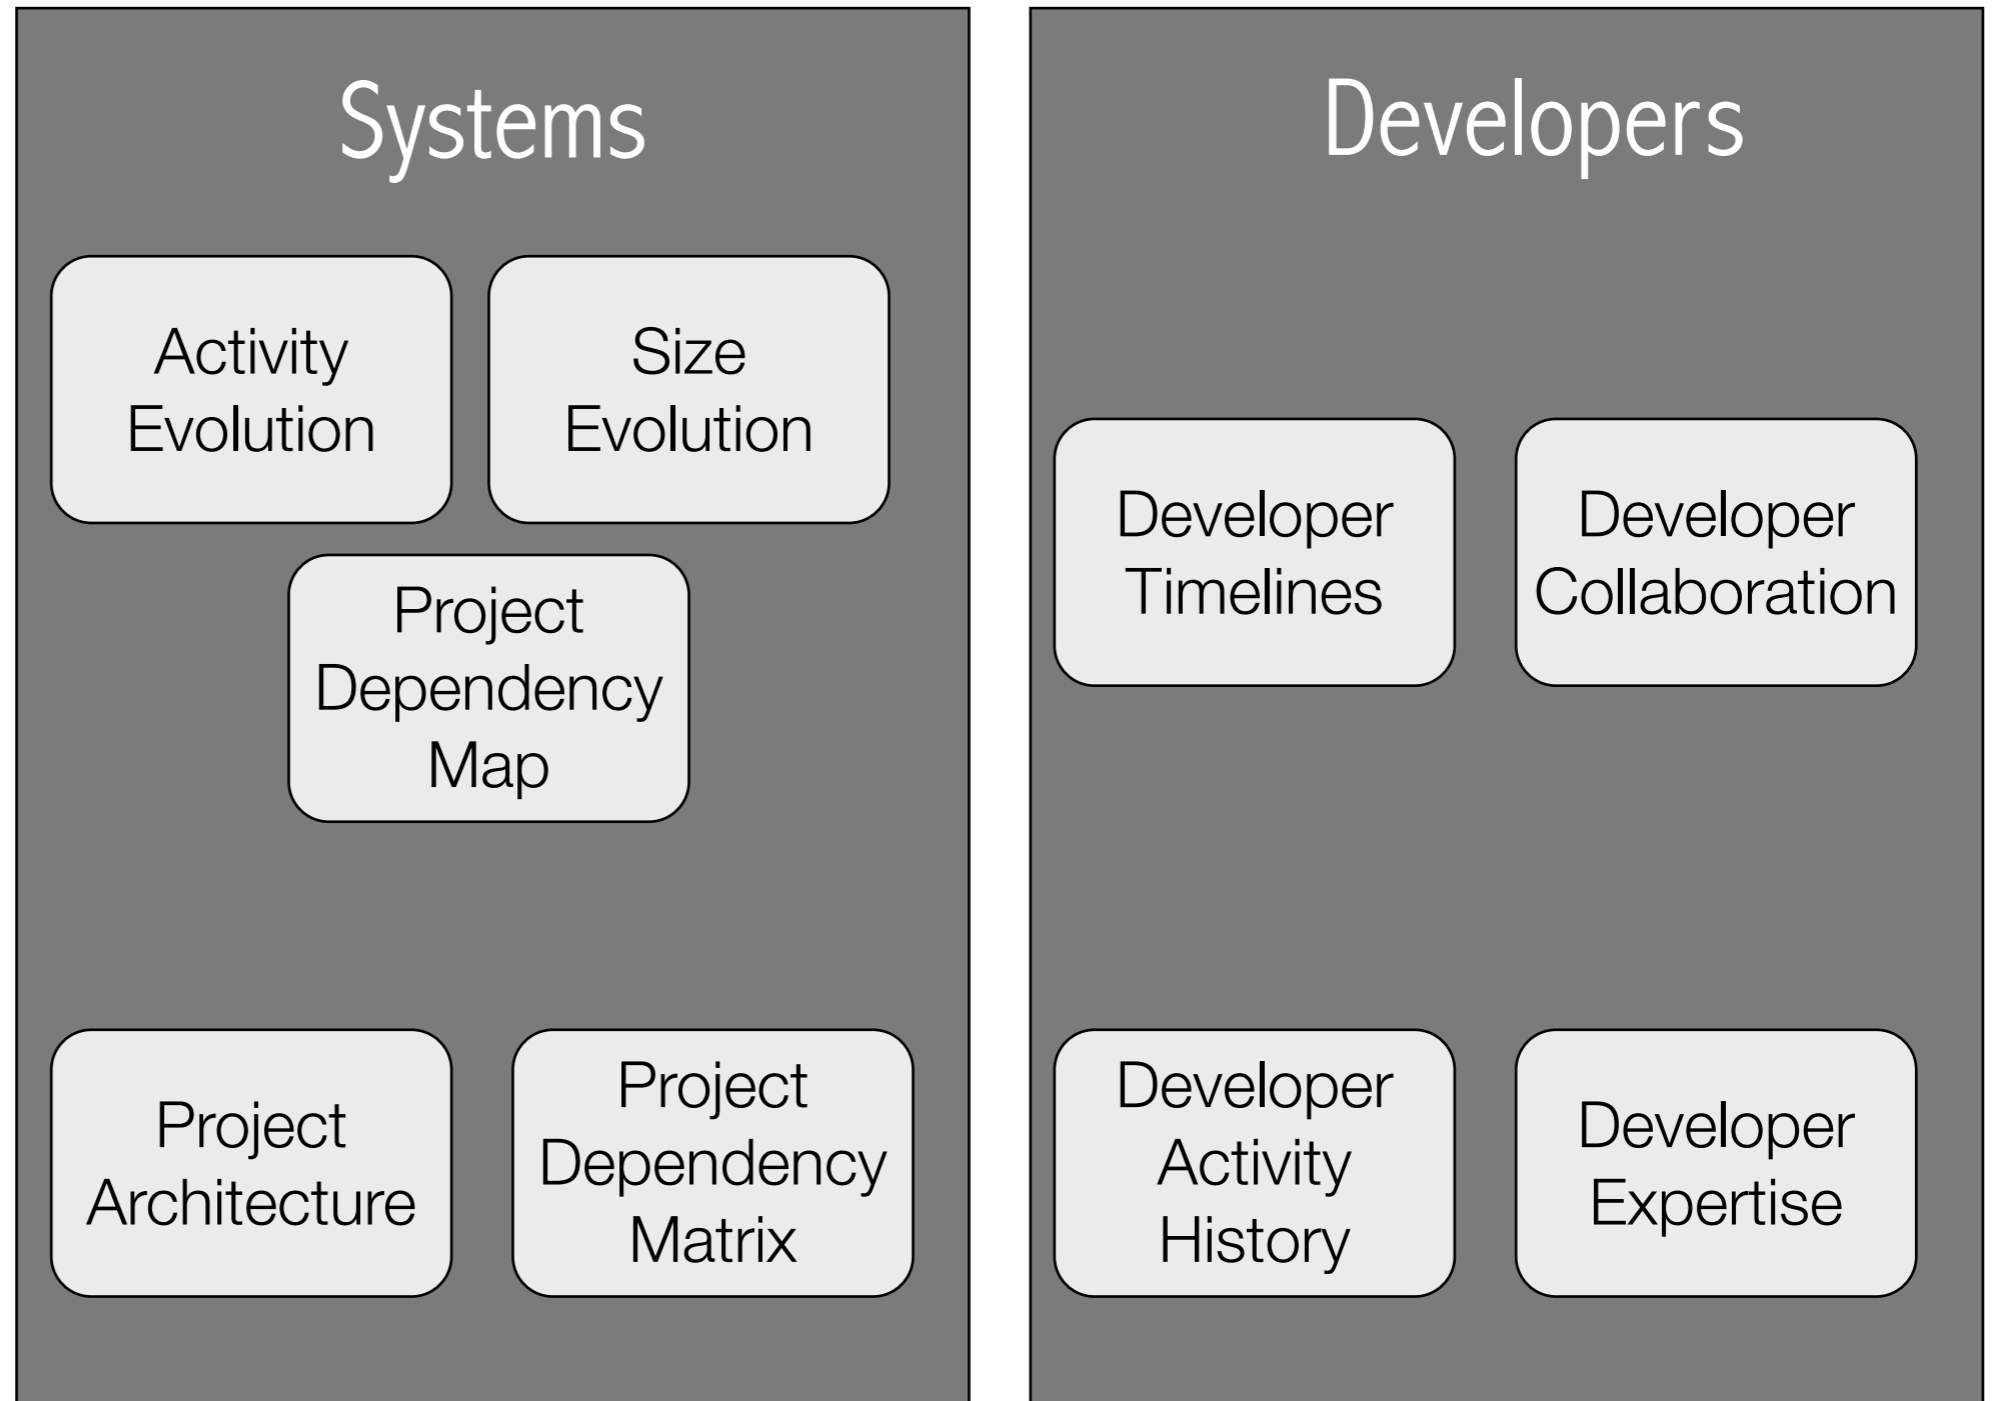 Systems
Activity
Evolution
Size
Evolution
Project
Dependency
Map
Project
Architecture
Project
Dependency
Matrix
Developers
Developer
Timelines
Developer
Collaboration
Developer
Activity
History
Developer
Expertise